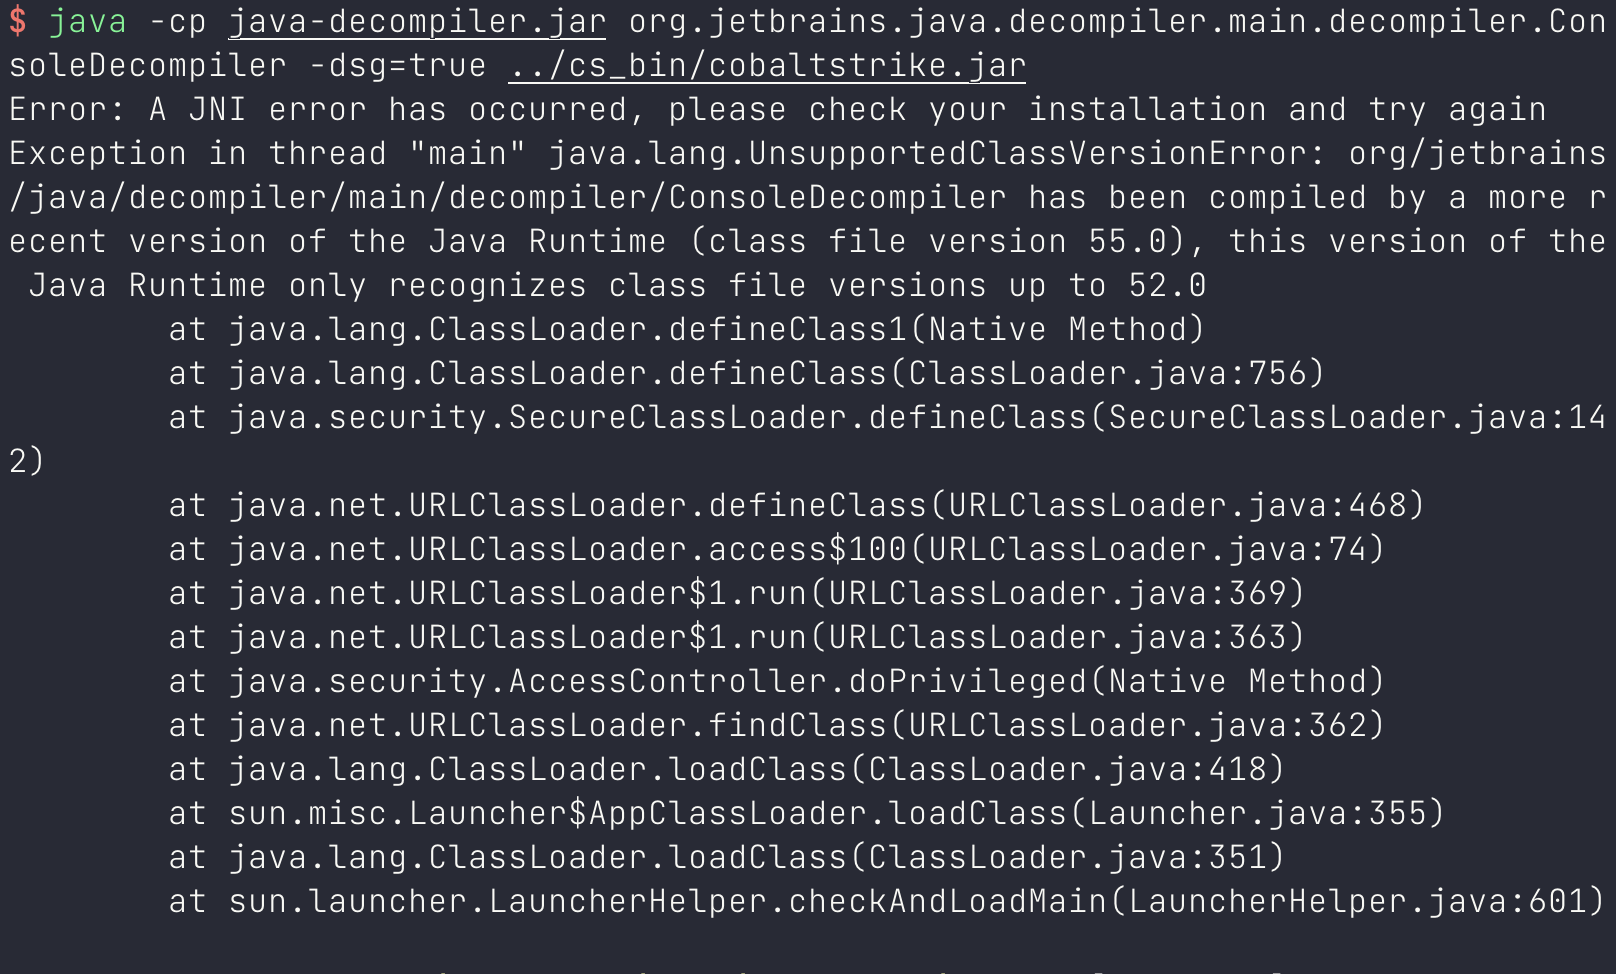 $ java -cp java-decompiler.jar org.jetbrains.java.decompiler.main.decompiler.Con
soleDecompiler -dsg=true ../cs_bin/cobaltstrike.jar
Error: A JNI error has occurred, please check your installation and try again
Exception in thread "main" java.lang.UnsupportedClassVersionError: org/jetbrains
/java/decompiler/main/decompiler/ConsoleDecompiler has been compiled by a more r
ecent version of the Java Runtime (class file version 55.0), this version of the
 Java Runtime only recognizes class file versions up to 52.0
        at java.lang.ClassLoader.defineClass1(Native Method)
        at java.lang.ClassLoader.defineClass(ClassLoader.java:756)
        at java.security.SecureClassLoader.defineClass(SecureClassLoader.java:14
2)
        at java.net.URLClassLoader.defineClass(URLClassLoader.java:468)
        at java.net.URLClassLoader.access$100(URLClassLoader.java:74)
        at java.net.URLClassLoader$1.run(URLClassLoader.java:369)
        at java.net.URLClassLoader$1.run(URLClassLoader.java:363)
        at java.security.AccessController.doPrivileged(Native Method)
        at java.net.URLClassLoader.findClass(URLClassLoader.java:362)
        at java.lang.ClassLoader.loadClass(ClassLoader.java:418)
        at sun.misc.Launcher$AppClassLoader.loadClass(Launcher.java:355)
        at java.lang.ClassLoader.loadClass(ClassLoader.java:351)
        at sun.launcher.LauncherHelper.checkAndLoadMain(LauncherHelper.java:601)